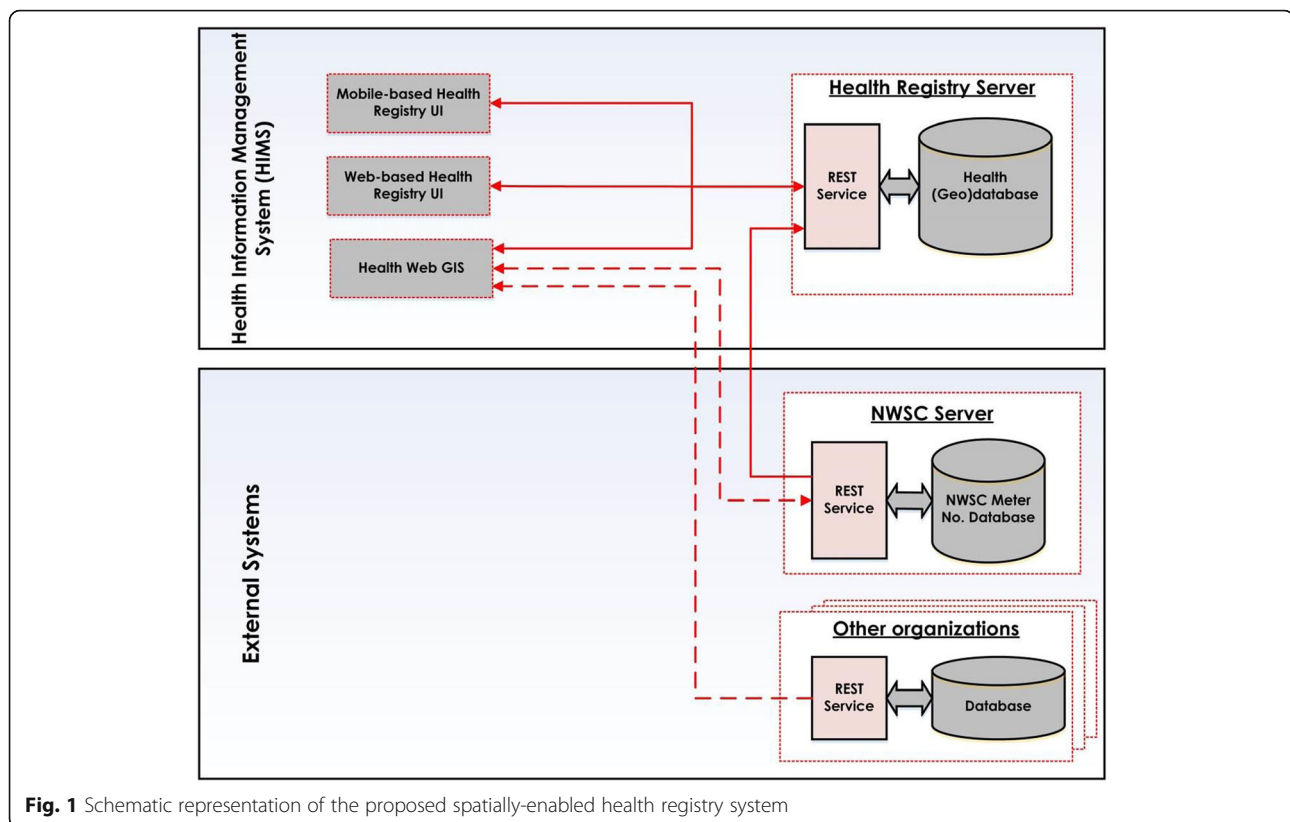 Health Information Management
System (HIMS)
Mobile-based Health
Registry UI
Web-based Health
Registry UI
Health Web GIS
Health Registry Server
REST
Service
Health
(Geo)database
External Systems
NWSC Server
REST
Service
NWSC Meter
No. Database
Other organizations
REST
Service
Database
Fig. 1 Schematic representation of the proposed spatially-enabled health registry system